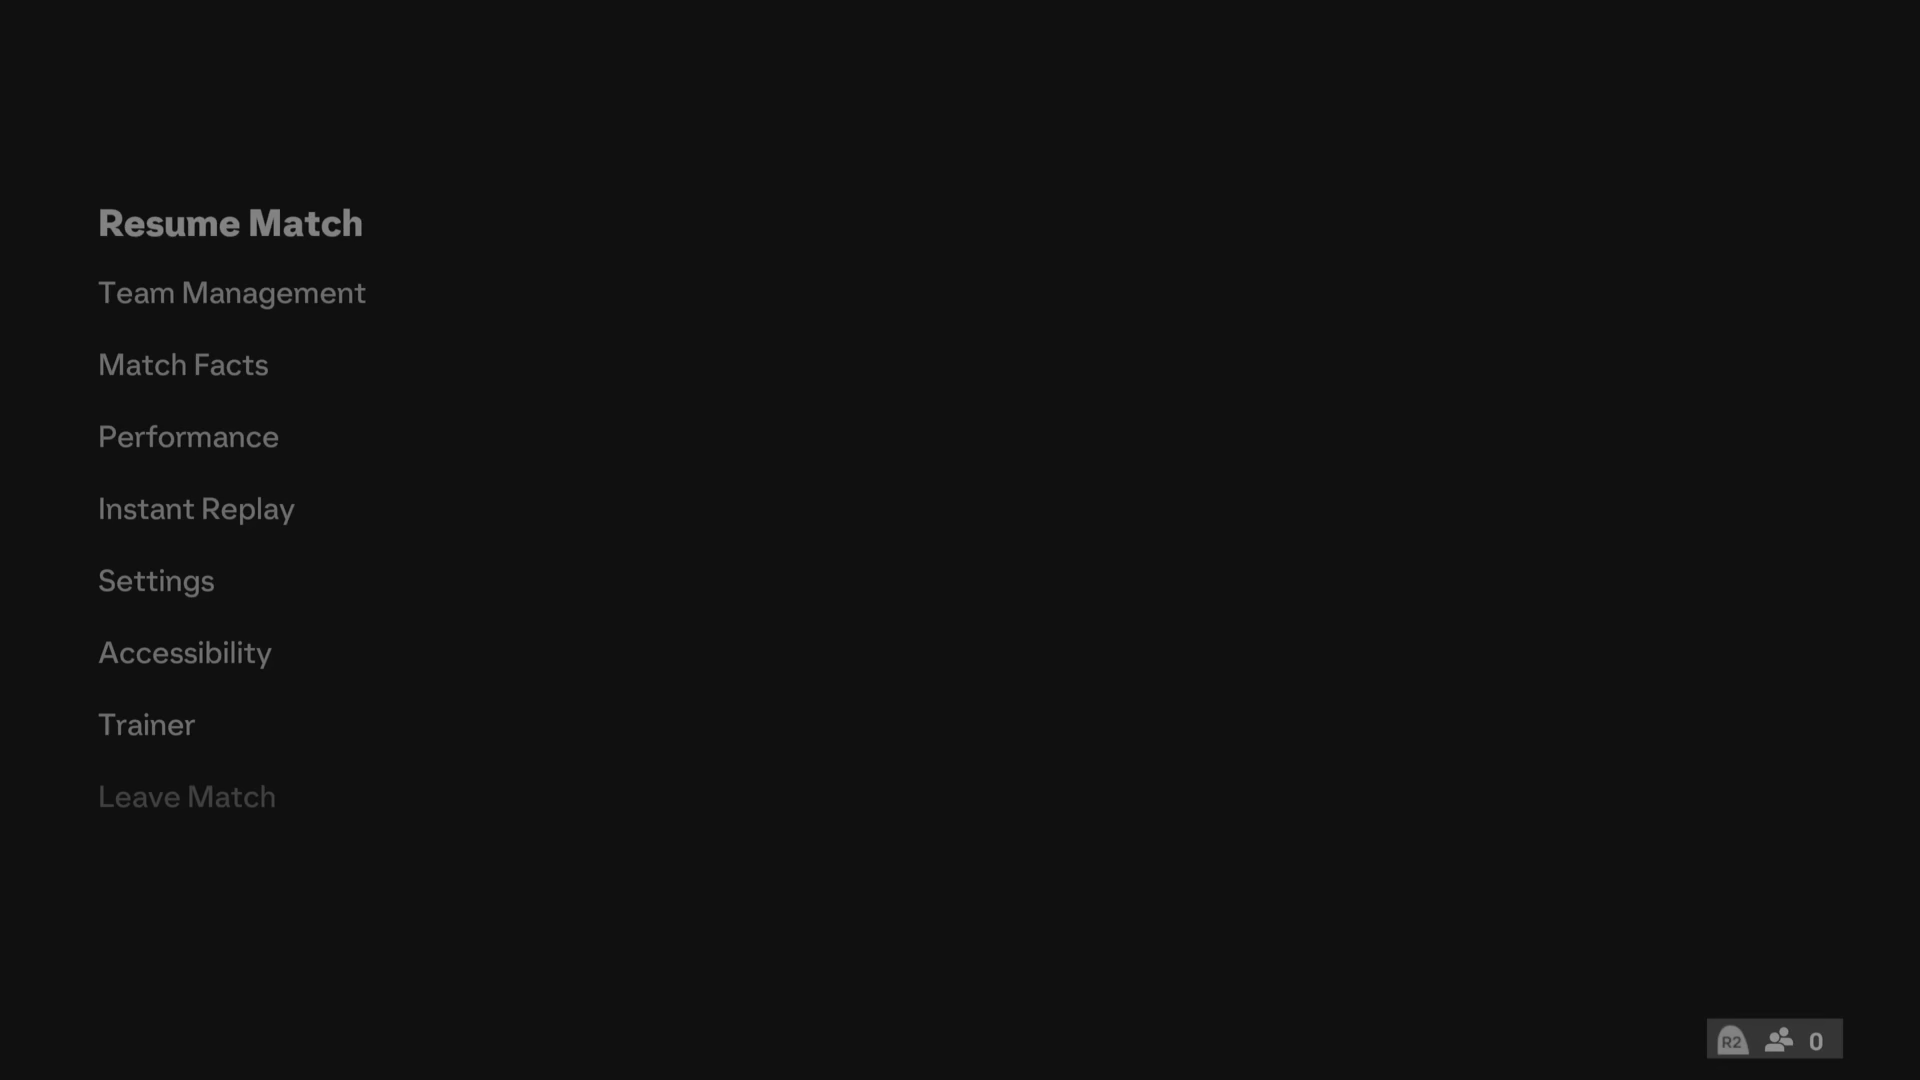 Resume Match
Team Management
Match Facts
Performance
Instant Replay
Settings
Accessibility
Trainer
Leave Match
R2 0